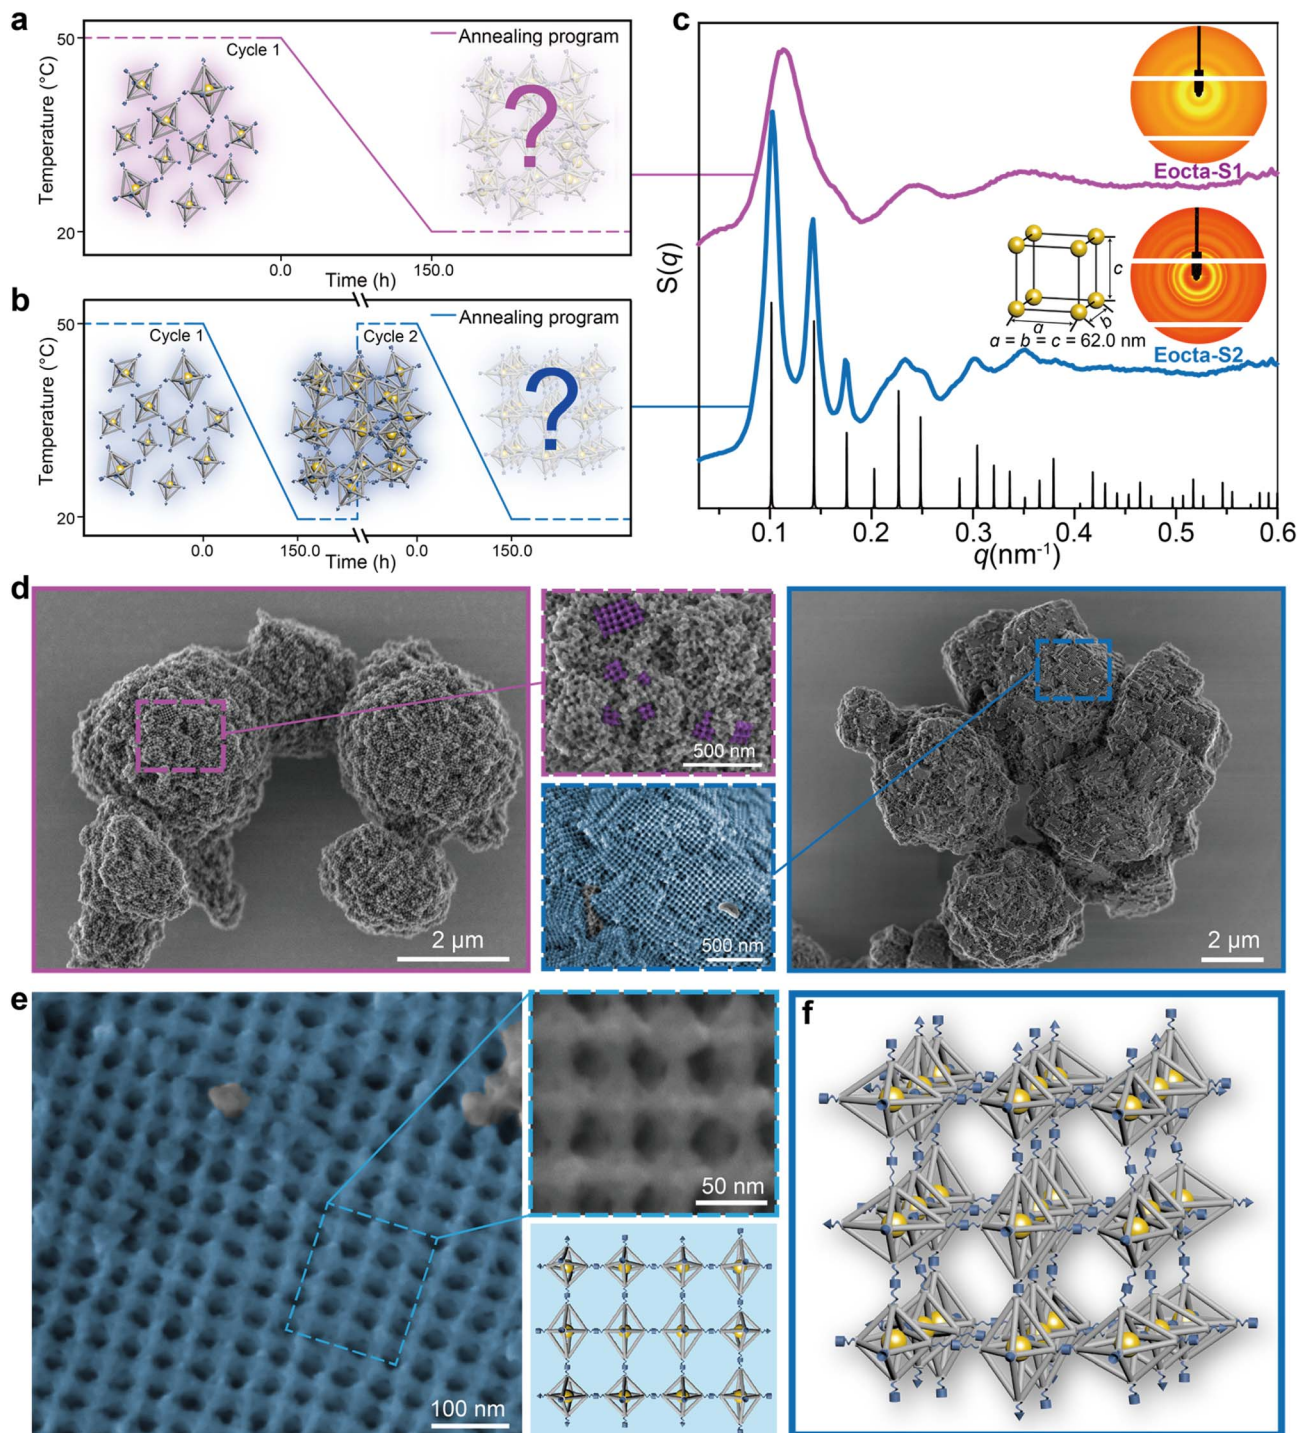 a
50
20
Temperature (°C)
Cycle 1
Annealing program
?
0.0
150.0
Time (h)
b
50
20
Temperature (°C)
Cycle 1
Cycle 2
Annealing program
?
0.0
150.0
0.0
150.0
Time (h)
c
S(q)
Eocta-S1
c
a
b
a = b = c = 62.0 nm
Eocta-S2
0.1
0.2
0.3
0.4
0.5
0.6
q(nm⁻¹)
d
2 μm
500 nm
500 nm
2 μm
e
100 nm
50 nm
f